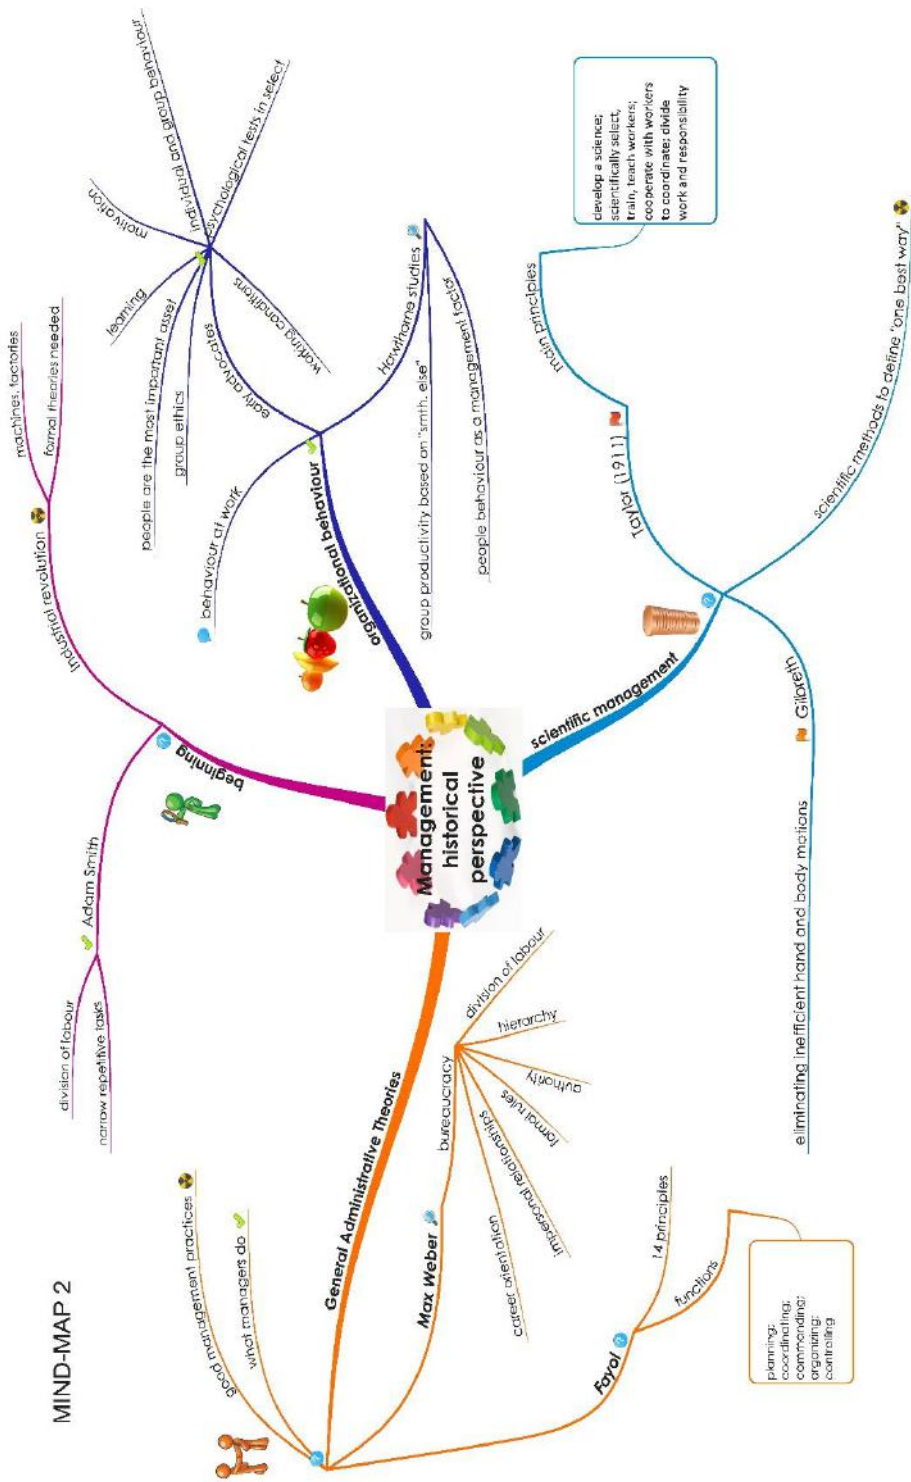 MIND-MAP 2
Management:
historical
perspective
beginning
Adam Smith
division of labour
narrow repetitive tasks
Industrial revolution
machines, factories
formal theories needed
organizational behaviour
behaviour at work
early advocates
people are the most important asset
group ethics
learning
motivation
individual and group behaviour
psychological tests in select
working conditions
Hawthorne studies
group productivity based on "smth. else"
people behaviour as a management factor
scientific management
Taylor (1911)
main principles
develop a science;
scientifically select,
train, teach workers;
cooperate with workers
to coordinate; divide
work and responsibility
scientific methods to define "one best way"
Gilbreth
eliminating inefficient hand and body motions
General Administrative Theories
good management practices
what managers do
Max Weber
bureaucracy
division of labour
hierarchy
authority
formal rules
impersonal relationships
career orientation
Fayol
14 principles
functions
planning;
coordinating;
commanding;
organizing;
controlling